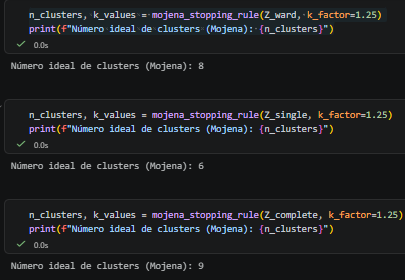 n_clusters, k_values = mojena_stopping_rule(Z_ward, k_factor=1.25)
print(f"Número ideal de clusters (Mojena): {n_clusters}")
0.0s
Número ideal de clusters (Mojena): 8
n_clusters, k_values = mojena_stopping_rule(Z_single, k_factor=1.25)
print(f"Número ideal de clusters (Mojena): {n_clusters}")
0.0s
Número ideal de clusters (Mojena): 6
n_clusters, k_values = mojena_stopping_rule(Z_complete, k_factor=1.25)
print(f"Número ideal de clusters (Mojena): {n_clusters}")
0.0s
Número ideal de clusters (Mojena): 9